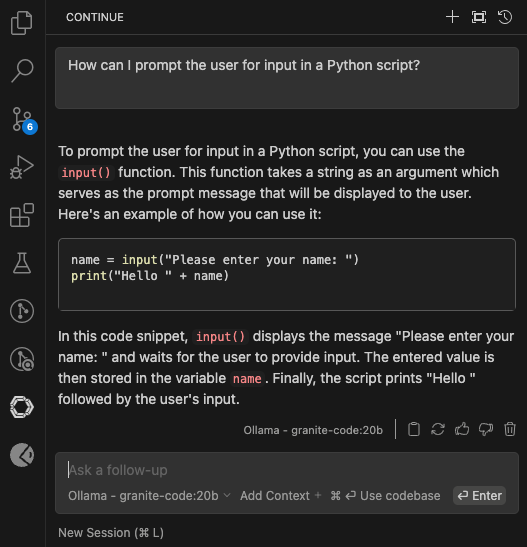 CONTINUE
How can I prompt the user for input in a Python script?
6
To prompt the user for input in a Python script, you can use the
input() function. This function takes a string as an argument which
serves as the prompt message that will be displayed to the user.
Here's an example of how you can use it:
name = input("Please enter your name: ")
print("Hello " + name)
In this code snippet, input() displays the message "Please enter your
name: " and waits for the user to provide input. The entered value is
then stored in the variable name. Finally, the script prints "Hello "
followed by the user's input.
Ollama - granite-code:20b
Ask a follow-up
Ollama - granite-code:20b Add Context + ⌘ ⏎ Use codebase ⏎ Enter
New Session (⌘ L)